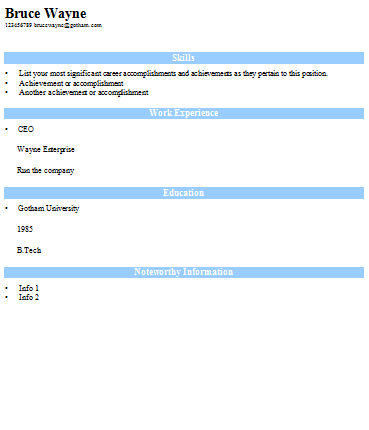 Bruce Wayne
123456789 brucewayne@gotham.com
Skills
• List your most significant career accomplishments and achievements as they pertain to this position.
• Achievement or accomplishment
• Another achievement or accomplishment
Work Experience
• CEO
Wayne Enterprise
Run the company
Education
• Gotham University
1985
B.Tech
Noteworthy Information
• Info 1
• Info 2